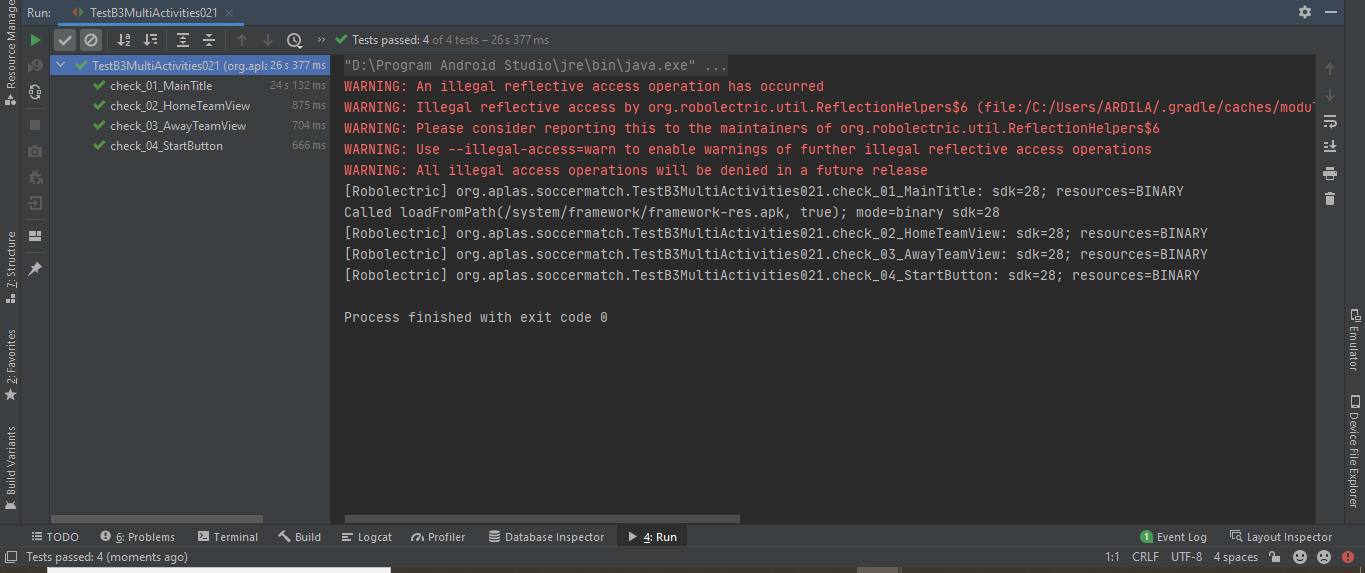 Run: TestB3MultiActivities021
Tests passed: 4 of 4 tests – 26 s 377 ms
TestB3MultiActivities021 (org.apla 26 s 377 ms
check_01_MainTitle 24 s 132 ms
check_02_HomeTeamView 875 ms
check_03_AwayTeamView 704 ms
check_04_StartButton 666 ms
"D:\Program Android Studio\jre\bin\java.exe" ...
WARNING: An illegal reflective access operation has occurred
WARNING: Illegal reflective access by org.robolectric.util.ReflectionHelpers$6 (file:/C:/Users/ARDILA/.gradle/caches/modul
WARNING: Please consider reporting this to the maintainers of org.robolectric.util.ReflectionHelpers$6
WARNING: Use --illegal-access=warn to enable warnings of further illegal reflective access operations
WARNING: All illegal access operations will be denied in a future release
[Robolectric] org.aplas.soccermatch.TestB3MultiActivities021.check_01_MainTitle: sdk=28; resources=BINARY
Called loadFromPath(/system/framework/framework-res.apk, true); mode=binary sdk=28
[Robolectric] org.aplas.soccermatch.TestB3MultiActivities021.check_02_HomeTeamView: sdk=28; resources=BINARY
[Robolectric] org.aplas.soccermatch.TestB3MultiActivities021.check_03_AwayTeamView: sdk=28; resources=BINARY
[Robolectric] org.aplas.soccermatch.TestB3MultiActivities021.check_04_StartButton: sdk=28; resources=BINARY
Process finished with exit code 0
Resource Manage
7: Structure
2: Favorites
Build Variants
Emulator
Device File Explorer
TODO 6: Problems Terminal Build Logcat Profiler Database Inspector 4: Run 1 Event Log Layout Inspector
Tests passed: 4 (moments ago) 1:1 CRLF UTF-8 4 spaces